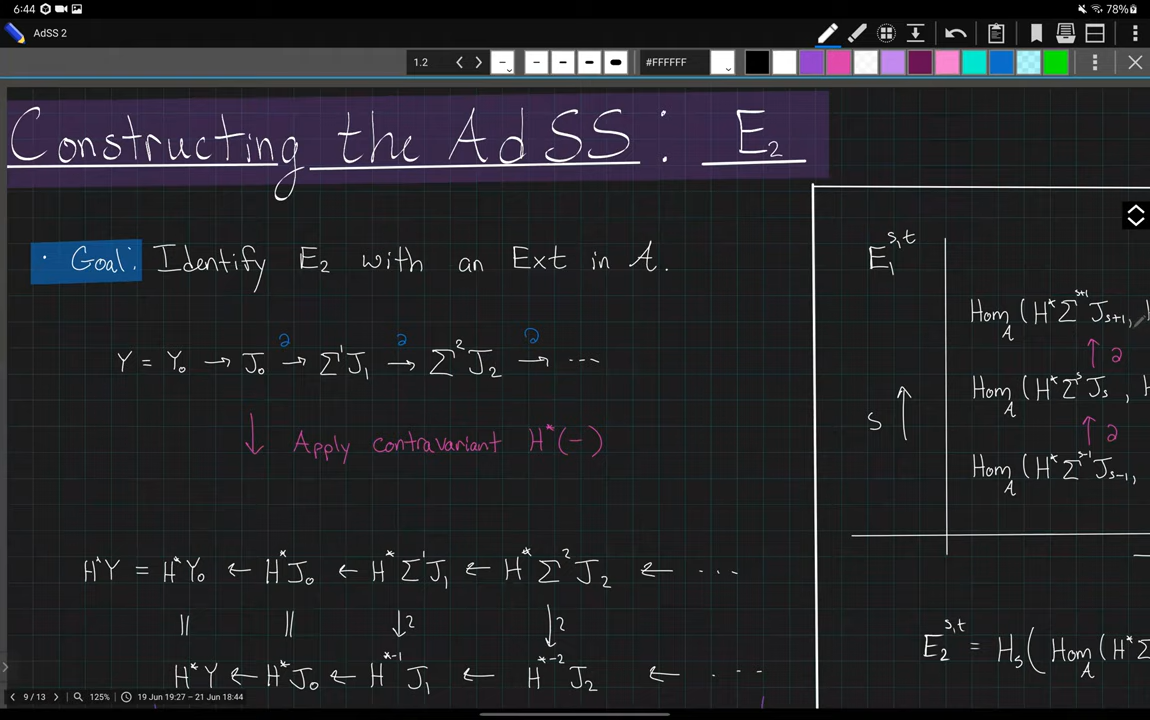 6:44 78%
AdSS 2
1.2 #FFFFFF
Constructing the AdSS: E₂
· Goal: Identify E₂ with an Ext in A.
Y = Y₀ → J₀ →∂ Σ¹J₁ →∂ Σ²J₂ →∂ ···
↓ Apply contravariant H*(-)
H*Y = H*Y₀ ← H*J₀ ← H*Σ¹J₁ ← H*Σ²J₂ ← ···
|| || ↓≀ ↓≀
H*Y ← H*J₀ ← H*⁻¹J₁ ← H*⁻²J₂ ← ···
E₁^{s,t}
Hom_A (H*Σ^{s+1}J_{s+1},
↑ ∂
Hom_A (H*Σ^s J_s , H
S ↑
↑ ∂
Hom_A (H*Σ^{s-1}J_{s-1},
E₂^{s,t} = H_s( Hom_A (H*Σ
9 / 13 125% 19 Jun 19:27 – 21 Jun 18:44